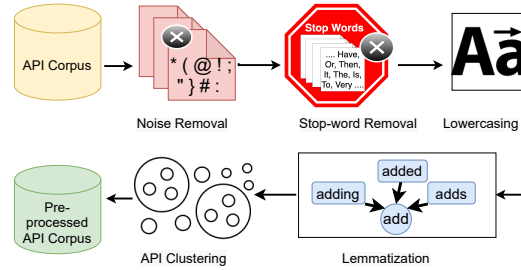 API Corpus
* ( @ ! ;
" } # :
Noise Removal
Stop Words
.... Have,
Or, Then,
It, The, Is,
To, Very ....
Stop-word Removal
Aa
Lowercasing
Pre-
processed
API Corpus
API Clustering
added
adding
adds
add
Lemmatization